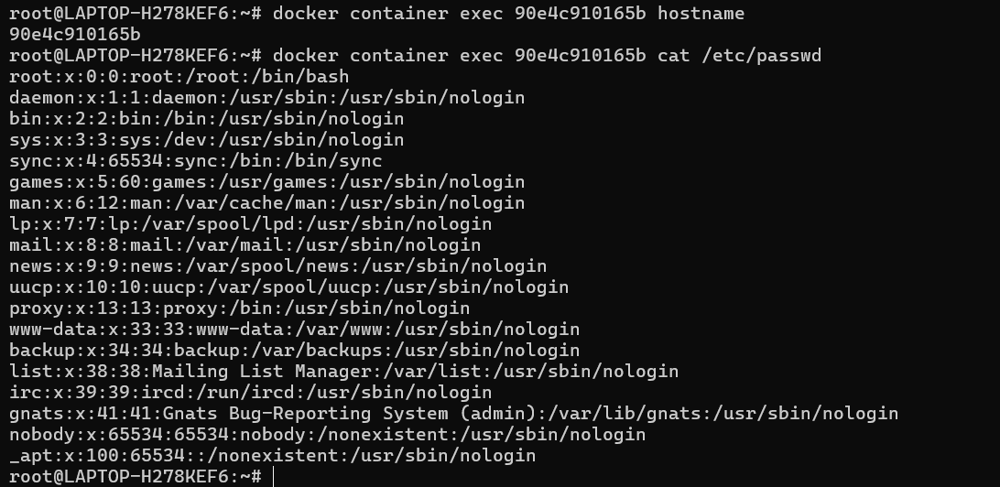 root@LAPTOP-H278KEF6:~# docker container exec 90e4c910165b hostname
90e4c910165b
root@LAPTOP-H278KEF6:~# docker container exec 90e4c910165b cat /etc/passwd
root:x:0:0:root:/root:/bin/bash
daemon:x:1:1:daemon:/usr/sbin:/usr/sbin/nologin
bin:x:2:2:bin:/bin:/usr/sbin/nologin
sys:x:3:3:sys:/dev:/usr/sbin/nologin
sync:x:4:65534:sync:/bin:/bin/sync
games:x:5:60:games:/usr/games:/usr/sbin/nologin
man:x:6:12:man:/var/cache/man:/usr/sbin/nologin
lp:x:7:7:lp:/var/spool/lpd:/usr/sbin/nologin
mail:x:8:8:mail:/var/mail:/usr/sbin/nologin
news:x:9:9:news:/var/spool/news:/usr/sbin/nologin
uucp:x:10:10:uucp:/var/spool/uucp:/usr/sbin/nologin
proxy:x:13:13:proxy:/bin:/usr/sbin/nologin
www-data:x:33:33:www-data:/var/www:/usr/sbin/nologin
backup:x:34:34:backup:/var/backups:/usr/sbin/nologin
list:x:38:38:Mailing List Manager:/var/list:/usr/sbin/nologin
irc:x:39:39:ircd:/run/ircd:/usr/sbin/nologin
gnats:x:41:41:Gnats Bug-Reporting System (admin):/var/lib/gnats:/usr/sbin/nologin
nobody:x:65534:65534:nobody:/nonexistent:/usr/sbin/nologin
_apt:x:100:65534::/nonexistent:/usr/sbin/nologin
root@LAPTOP-H278KEF6:~#